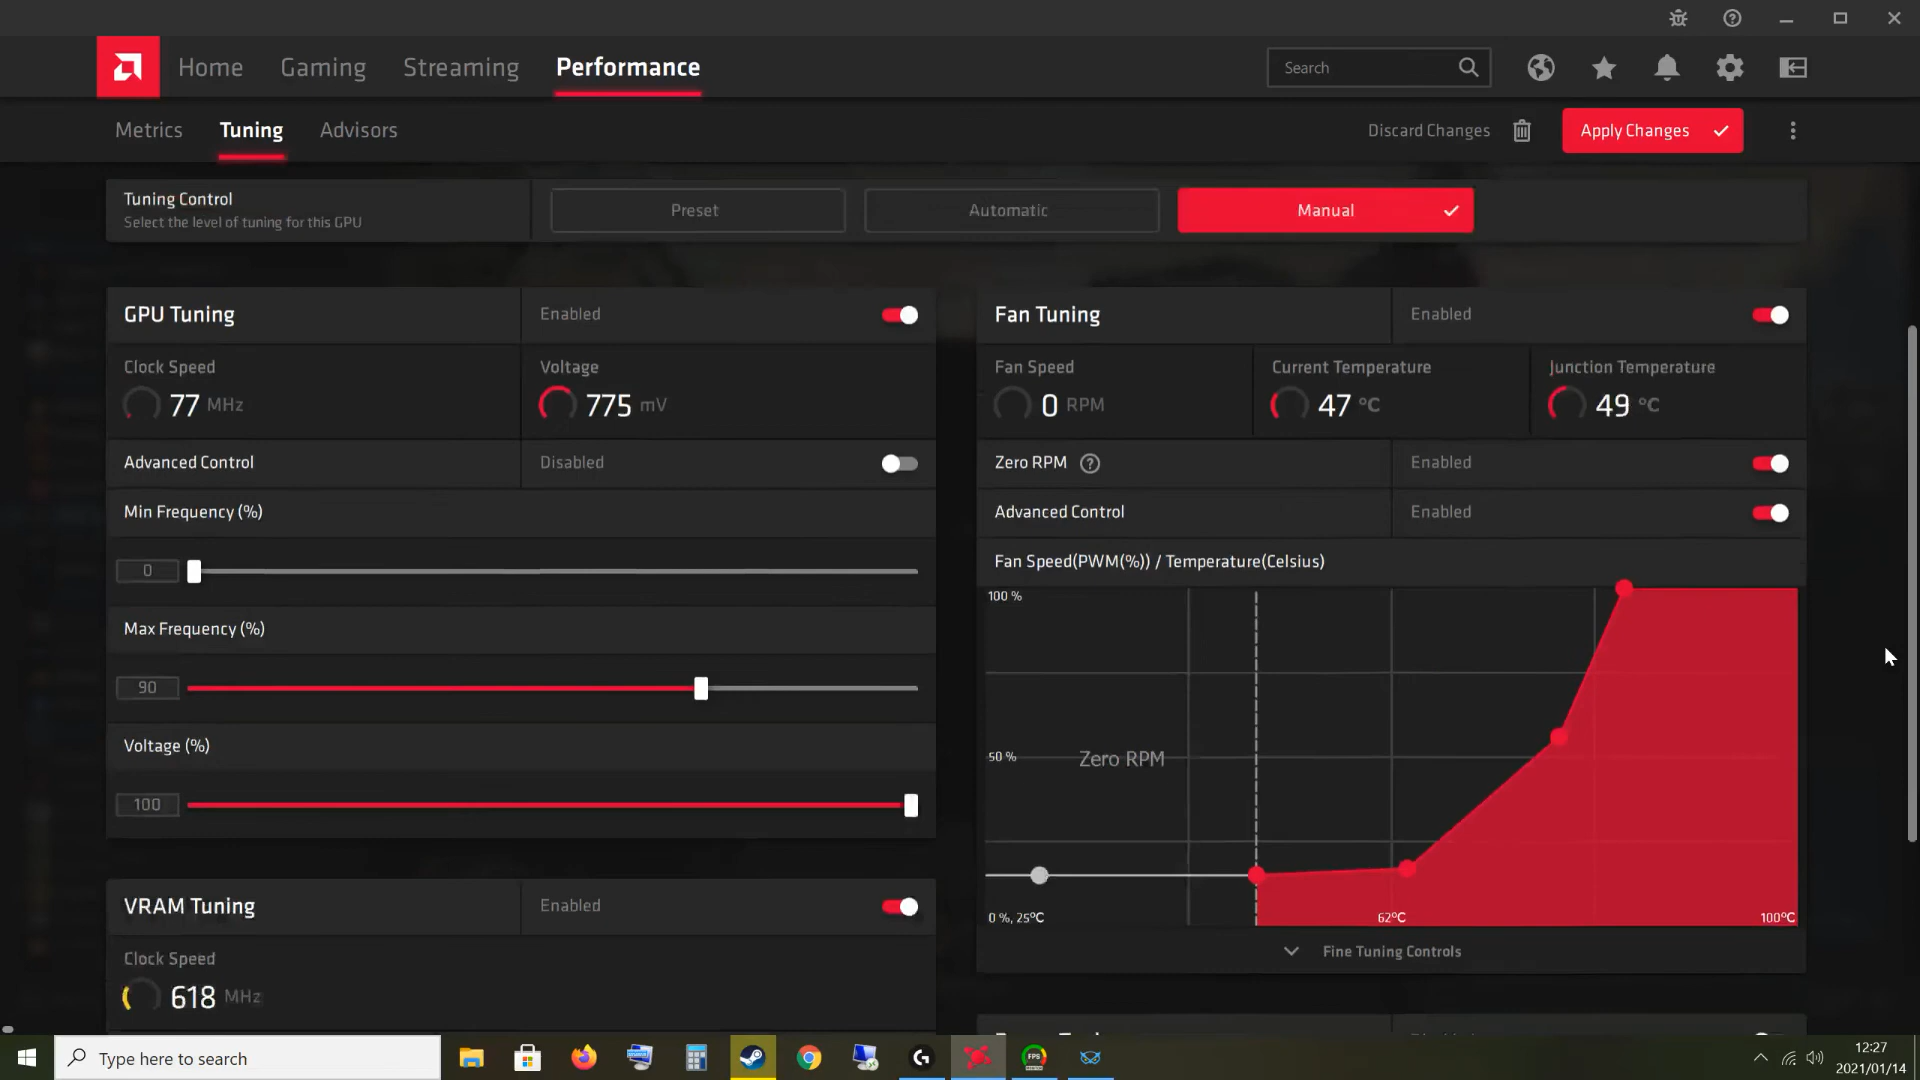 Home Gaming Streaming Performance
Search
Metrics Tuning Advisors
Discard Changes
Apply Changes
Tuning Control
Select the level of tuning for this GPU
Preset
Automatic
Manual
GPU Tuning
Enabled
Clock Speed
77 MHz
Voltage
775 mV
Advanced Control
Disabled
Min Frequency (%)
0
Max Frequency (%)
90
Voltage (%)
100
VRAM Tuning
Enabled
Clock Speed
618 MHz
Fan Tuning
Enabled
Fan Speed
0 RPM
Current Temperature
47 °C
Junction Temperature
49 °C
Zero RPM ?
Enabled
Advanced Control
Enabled
Fan Speed(PWM(%)) / Temperature(Celsius)
100 %
50 %
Zero RPM
0 %, 25°C
62°C
100°C
Fine Tuning Controls
Type here to search
FPS
12:27
2021/01/14